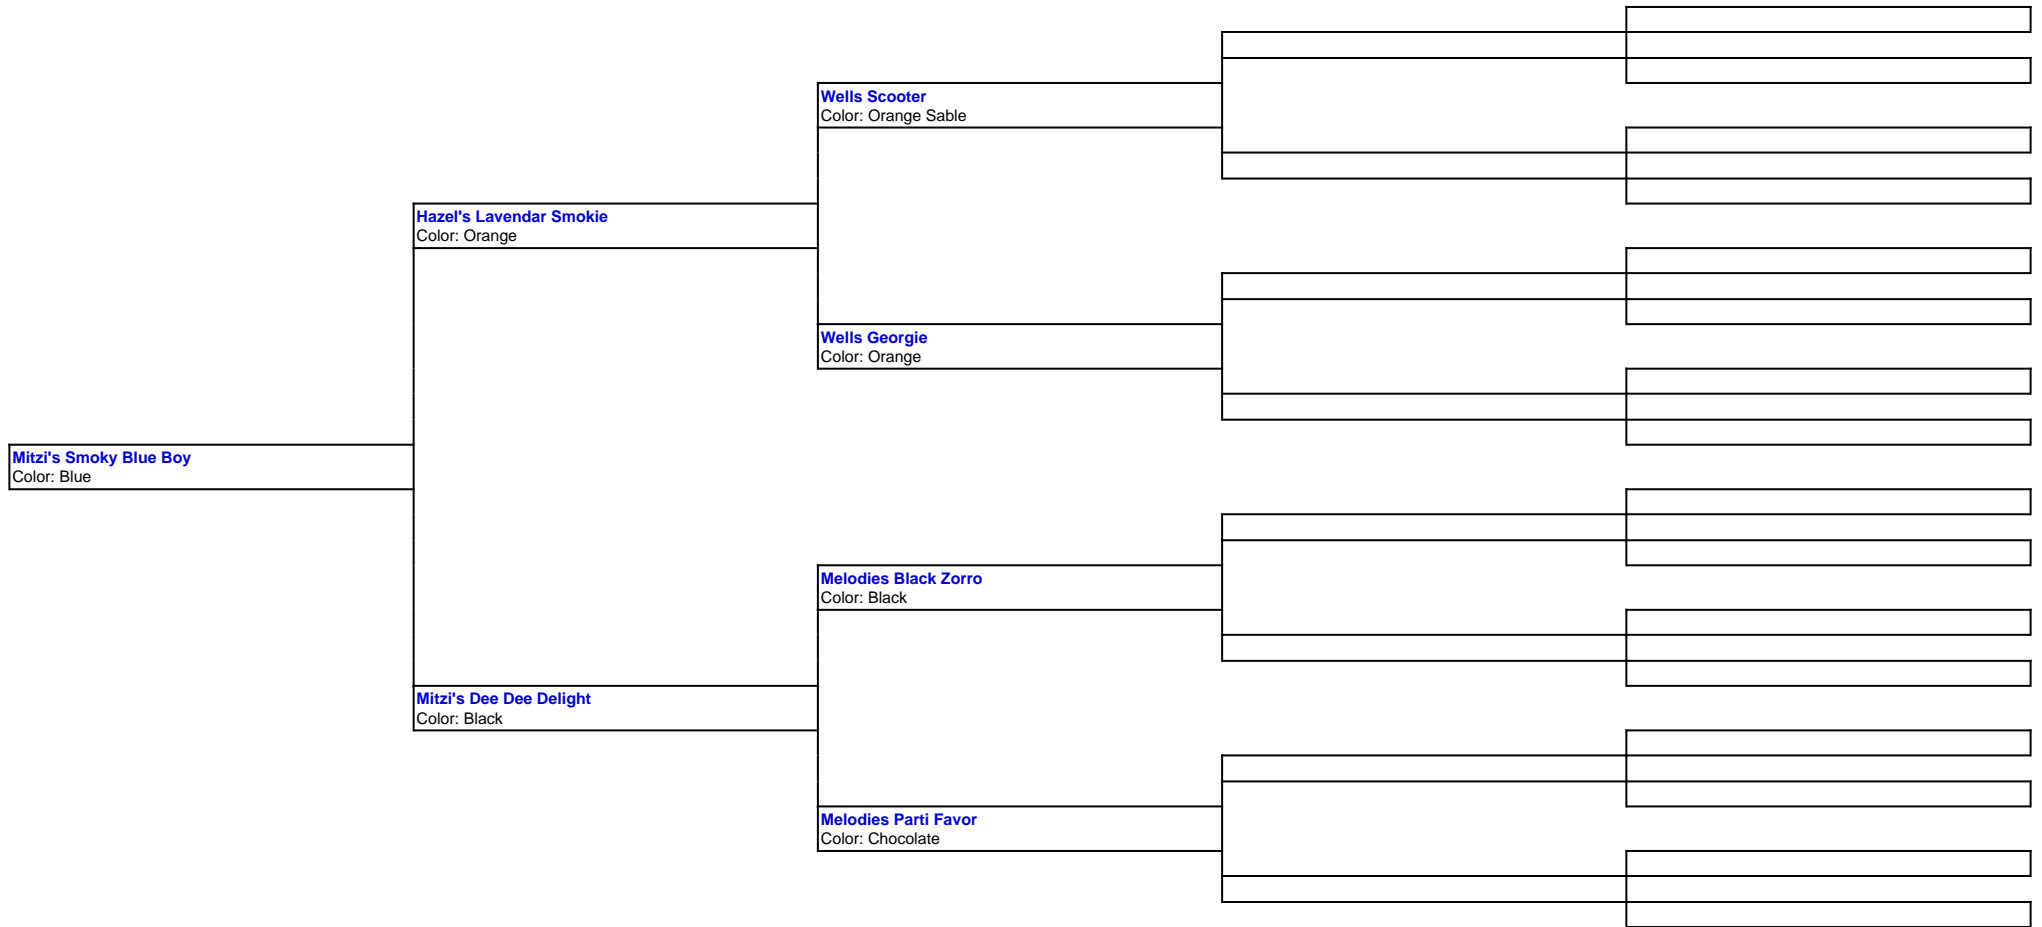 Wells Scooter
Color: Orange Sable
Hazel's Lavendar Smokie
Color: Orange
Wells Georgie
Color: Orange
Mitzi's Smoky Blue Boy
Color: Blue
Melodies Black Zorro
Color: Black
Mitzi's Dee Dee Delight
Color: Black
Melodies Parti Favor
Color: Chocolate